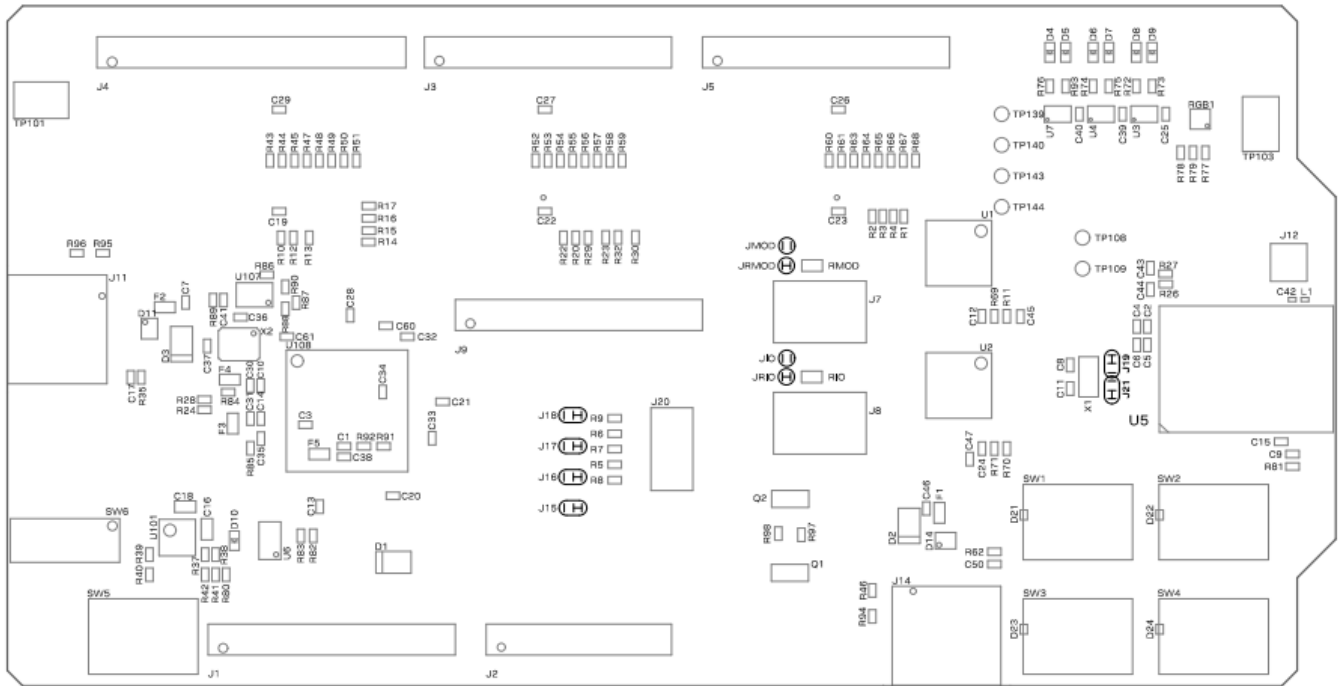 D4 D5 D6 D7 D8 D9
J4 J3 J5
R76 R93 R74 R75 R72 R73
TP101
C29 C27 C26
TP139 U7 C40 U4 C39 U3 C25 RGB1
R43 R44 R45 R47 R48 R49 R50 R51
R52 R53 R54 R55 R56 R57 R58 R59
R60 R61 R63 R64 R65 R66 R67 R68
TP140
TP103
R78 R79 R77
TP143
R17
R16
R15
R14
C19 C22 C23
TP144
R2 R3 R4 R1
U1
R10 R12 R13
R22 R20 R29 R23 R32 R30
TP108
J12
R96 R95
JMOD
JRMOD RMOD
TP109
C43 R27
C44 R26
J11
R86
U107
R90
R87
R88
F2 C7
R89 C41
C36
C28
J7
C42 L1
R69 R11
C12 C45
C4 C2
C6 C5
D11
D3
C37
X2
C61
U108
C60
C32
J9
JIO
JRIO RIO
U2
C8
C11
X1
J19
J21
U5
C17 R35
F4
C30 C10
R84
R28
R24
C31 C14
F3
R85 C35
C34
C3
C21
C33
F5
C1 R92 R91
C38
J18 R9
R6
J17
R7
R5
J16
R8
J15
J20
J8
C47
C24 R71 R70
C15
C9
R81
C18
C16
C20
C13
SW6
U101
D10
U6
R83 R82
D1
Q2
R98 R97
Q1
C46 F1
D2
D14
SW1 SW2
D21 D22
R62
C50
R39
R40
R37 R38
R42 R41 R80
SW5
R46
R94
J14
SW3 SW4
D23 D24
J1 J2